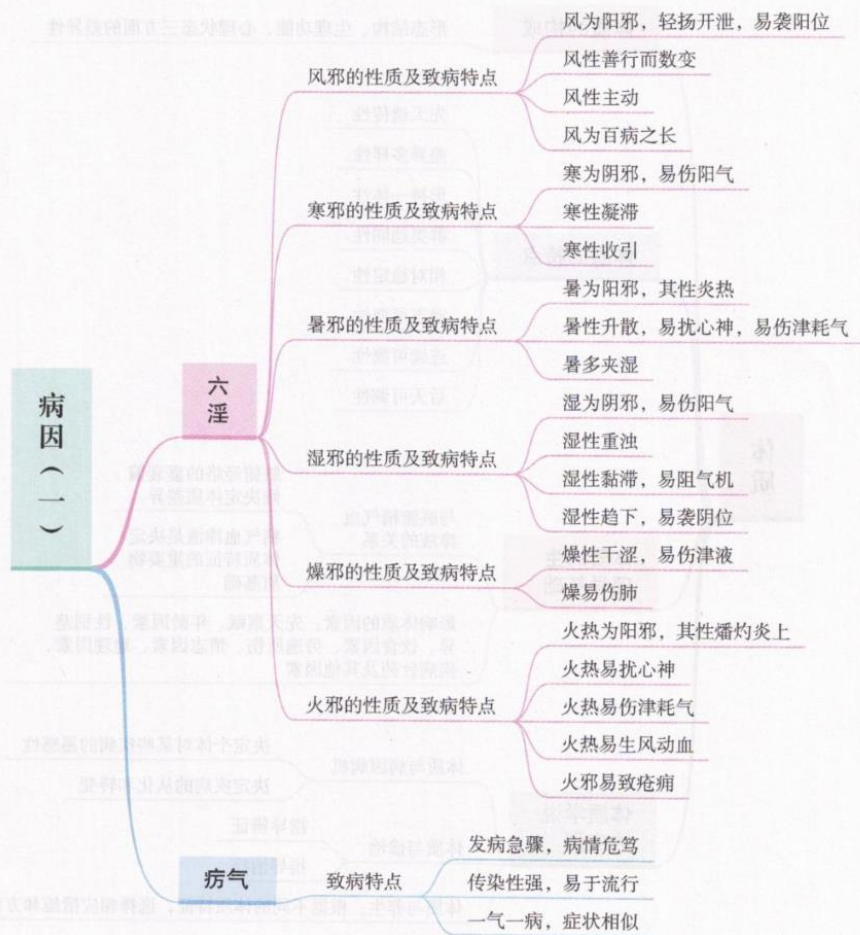 病因（一）
六淫
风邪的性质及致病特点
风为阳邪，轻扬开泄，易袭阳位
风性善行而数变
风性主动
风为百病之长
寒邪的性质及致病特点
寒为阴邪，易伤阳气
寒性凝滞
寒性收引
暑邪的性质及致病特点
暑为阳邪，其性炎热
暑性升散，易扰心神，易伤津耗气
暑多夹湿
湿邪的性质及致病特点
湿为阴邪，易伤阳气
湿性重浊
湿性黏滞，易阻气机
湿性趋下，易袭阴位
燥邪的性质及致病特点
燥性干涩，易伤津液
燥易伤肺
火邪的性质及致病特点
火热为阳邪，其性燔灼炎上
火热易扰心神
火热易伤津耗气
火热易生风动血
火邪易致疮痈
疠气
致病特点
发病急骤，病情危笃
传染性强，易于流行
一气一病，症状相似